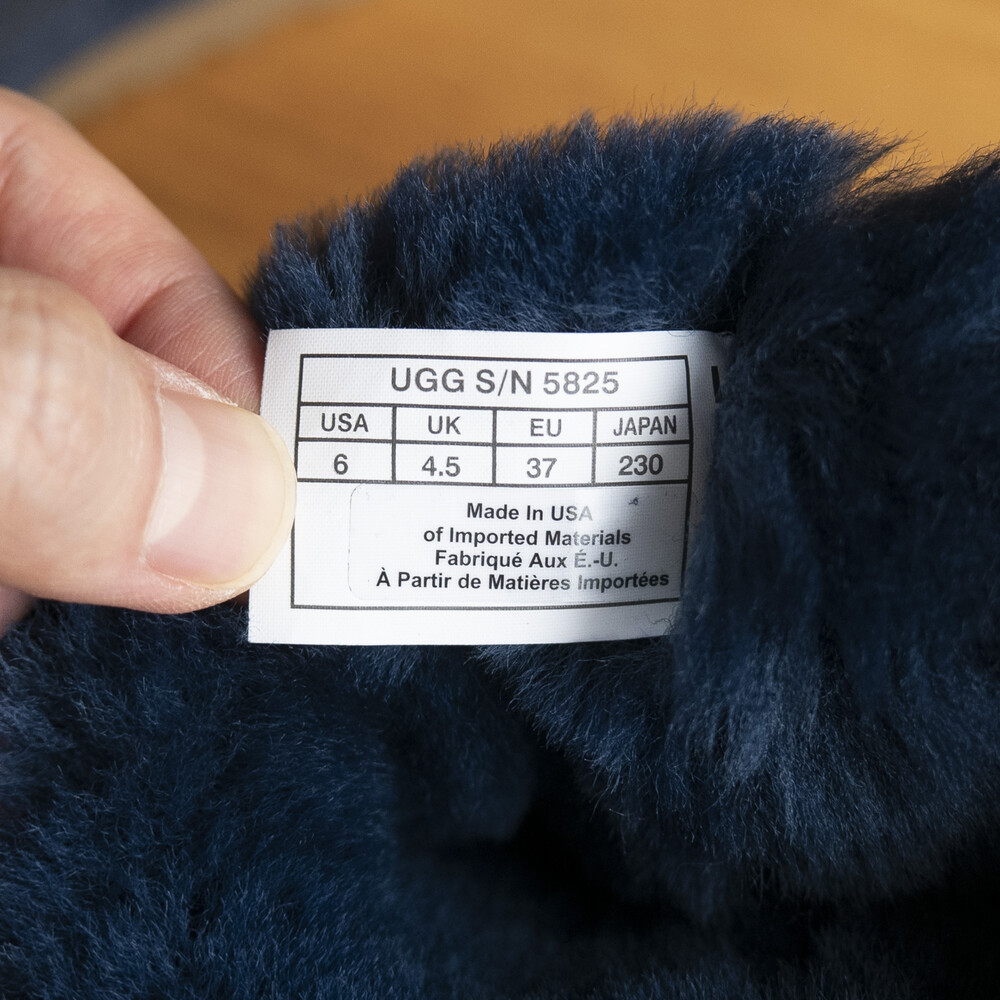 UGG S/N 5825
USA UK EU JAPAN
6 4.5 37 230
Made In USA
of Imported Materials
Fabriqué Aux É.-U.
À Partir de Matières Importées